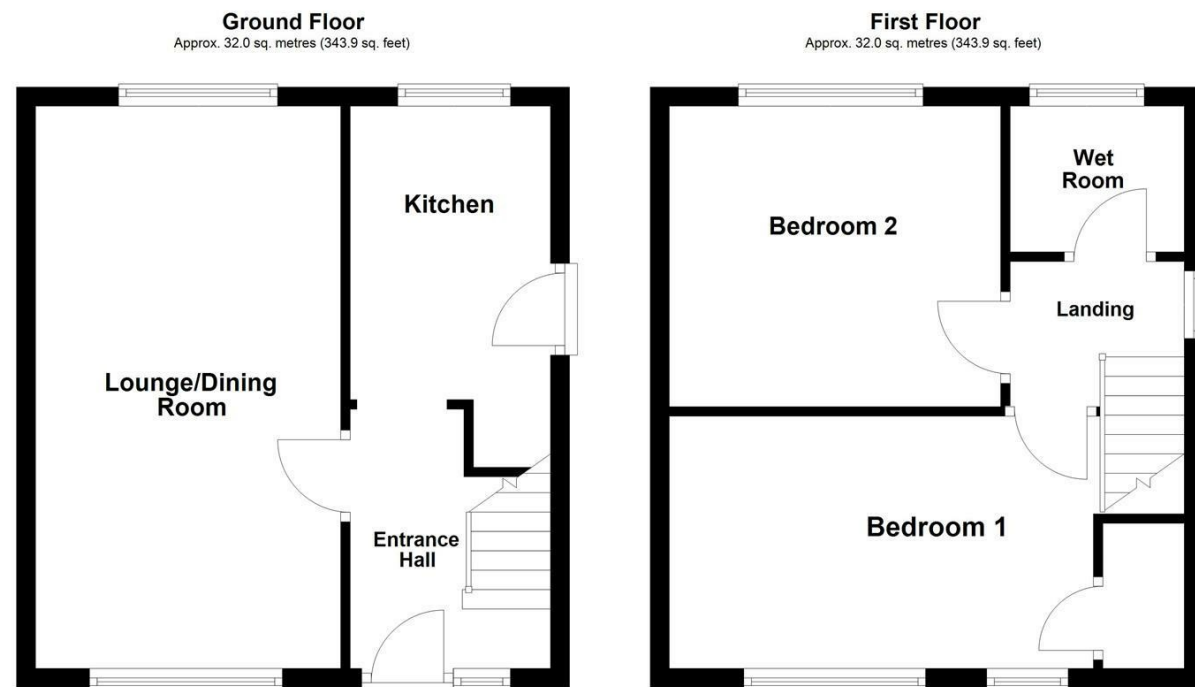 Ground Floor
Approx. 32.0 sq. metres (343.9 sq. feet)
Kitchen
Lounge/Dining
Room
Entrance
Hall
First Floor
Approx. 32.0 sq. metres (343.9 sq. feet)
Wet
Room
Bedroom 2
Landing
Bedroom 1